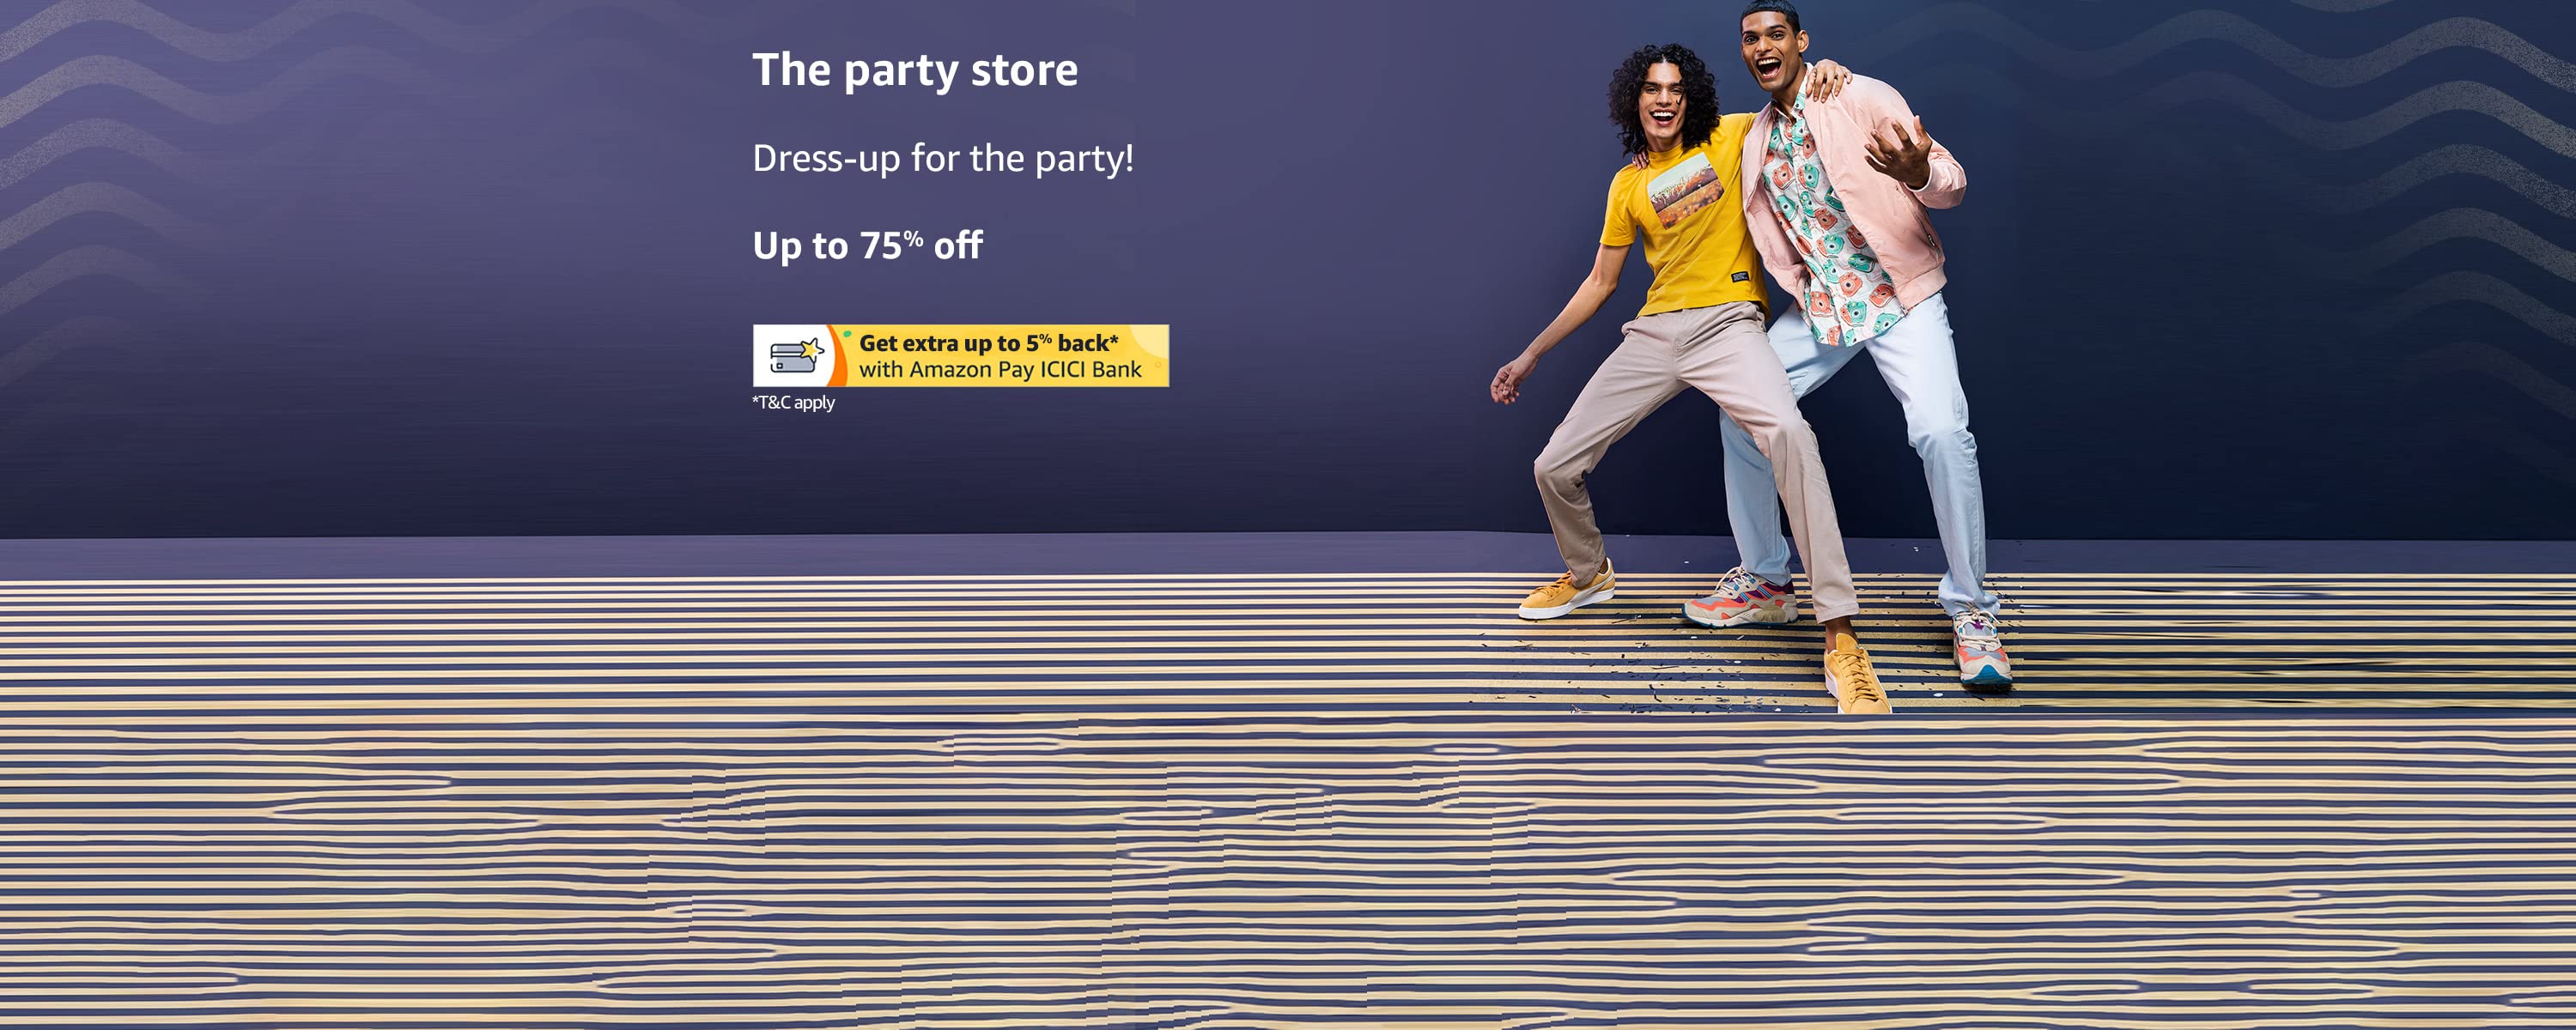 The party store
Dress-up for the party!
Up to 75% off
Get extra up to 5% back*
with Amazon Pay ICICI Bank
*T&C apply